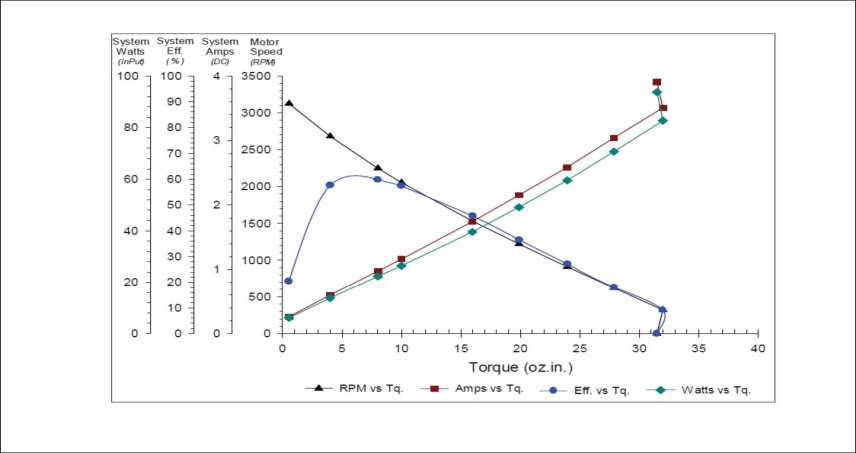 System System System Motor
Watts Eff. Amps Speed
(InPut) (%) (DC) (RPM)
100 100 4 3500
90
80 80 3 3000
70
2500
60 60 2 2000
50
40 40 1500
30 1 1000
20 20
10 500
0 0 0 0
0 5 10 15 20 25 30 35 40
Torque (oz.in.)
RPM vs Tq. Amps vs Tq. Eff. vs Tq. Watts vs Tq.